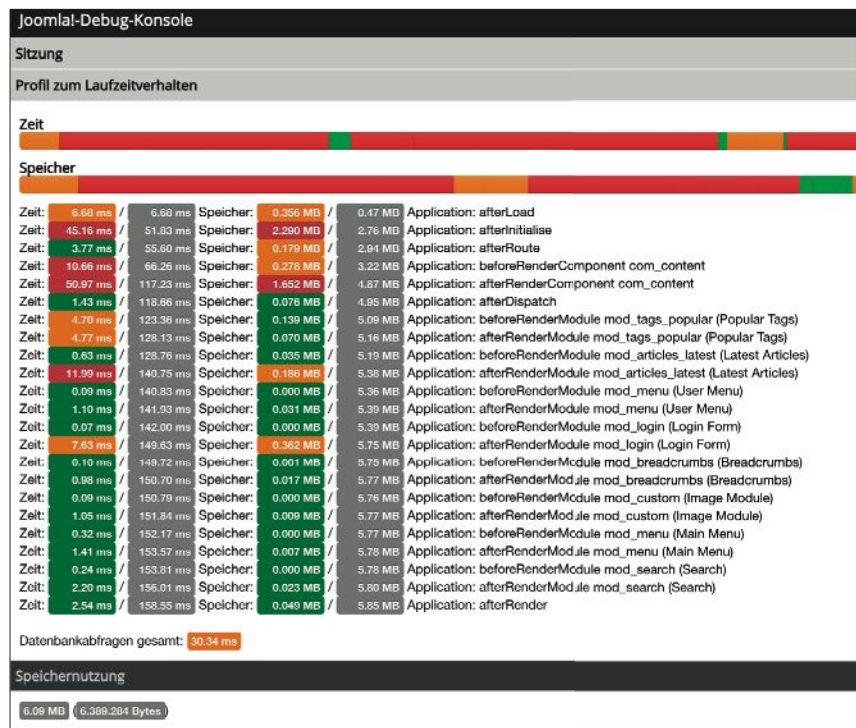 Joomla!-Debug-Konsole
Sitzung
Profil zum Laufzeitverhalten
Zeit
Speicher
Zeit: 6.68 ms / 6.68 ms Speicher: 0.356 MB / 0.47 MB Application: afterLoad
Zeit: 45.16 ms / 51.83 ms Speicher: 2.290 MB / 2.76 MB Application: afterInitialise
Zeit: 3.77 ms / 55.60 ms Speicher: 0.179 MB / 2.94 MB Application: afterRoute
Zeit: 10.66 ms / 66.26 ms Speicher: 0.278 MB / 3.22 MB Application: beforeRenderComponent com_content
Zeit: 50.97 ms / 117.23 ms Speicher: 1.652 MB / 4.87 MB Application: afterRenderComponent com_content
Zeit: 1.43 ms / 118.66 ms Speicher: 0.076 MB / 4.95 MB Application: afterDispatch
Zeit: 4.70 ms / 123.36 ms Speicher: 0.139 MB / 5.09 MB Application: beforeRenderModule mod_tags_popular (Popular Tags)
Zeit: 4.77 ms / 128.13 ms Speicher: 0.070 MB / 5.16 MB Application: afterRenderModule mod_tags_popular (Popular Tags)
Zeit: 0.63 ms / 128.76 ms Speicher: 0.035 MB / 5.19 MB Application: beforeRenderModule mod_articles_latest (Latest Articles)
Zeit: 11.99 ms / 140.75 ms Speicher: 0.186 MB / 5.38 MB Application: afterRenderModule mod_articles_latest (Latest Articles)
Zeit: 0.09 ms / 140.83 ms Speicher: 0.000 MB / 5.36 MB Application: beforeRenderModule mod_menu (User Menu)
Zeit: 1.10 ms / 141.93 ms Speicher: 0.031 MB / 5.39 MB Application: afterRenderModule mod_menu (User Menu)
Zeit: 0.07 ms / 142.00 ms Speicher: 0.000 MB / 5.39 MB Application: beforeRenderModule mod_login (Login Form)
Zeit: 7.63 ms / 149.63 ms Speicher: 0.362 MB / 5.75 MB Application: afterRenderModule mod_login (Login Form)
Zeit: 0.10 ms / 149.72 ms Speicher: 0.001 MB / 5.75 MB Application: beforeRenderModule mod_breadcrumbs (Breadcrumbs)
Zeit: 0.98 ms / 150.70 ms Speicher: 0.017 MB / 5.77 MB Application: afterRenderModule mod_breadcrumbs (Breadcrumbs)
Zeit: 0.09 ms / 150.79 ms Speicher: 0.000 MB / 5.76 MB Application: beforeRenderModule mod_custom (Image Module)
Zeit: 1.05 ms / 151.84 ms Speicher: 0.009 MB / 5.77 MB Application: afterRenderModule mod_custom (Image Module)
Zeit: 0.32 ms / 152.17 ms Speicher: 0.000 MB / 5.77 MB Application: beforeRenderModule mod_menu (Main Menu)
Zeit: 1.41 ms / 153.57 ms Speicher: 0.007 MB / 5.78 MB Application: afterRenderModule mod_menu (Main Menu)
Zeit: 0.24 ms / 153.81 ms Speicher: 0.000 MB / 5.78 MB Application: beforeRenderModule mod_search (Search)
Zeit: 2.20 ms / 156.01 ms Speicher: 0.023 MB / 5.80 MB Application: afterRenderModule mod_search (Search)
Zeit: 2.54 ms / 158.55 ms Speicher: 0.049 MB / 5.85 MB Application: afterRender
Datenbankabfragen gesamt: 30.34 ms
Speichernutzung
6.09 MB (6.389.284 Bytes)